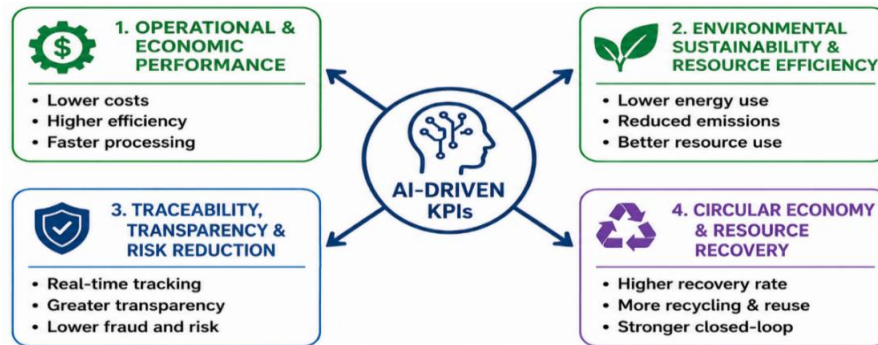 $
1. OPERATIONAL &
ECONOMIC
PERFORMANCE
• Lower costs
• Higher efficiency
• Faster processing
2. ENVIRONMENTAL
SUSTAINABILITY &
RESOURCE EFFICIENCY
• Lower energy use
• Reduced emissions
• Better resource use
AI-DRIVEN
KPIs
3. TRACEABILITY,
TRANSPARENCY &
RISK REDUCTION
• Real-time tracking
• Greater transparency
• Lower fraud and risk
4. CIRCULAR ECONOMY
& RESOURCE
RECOVERY
• Higher recovery rate
• More recycling & reuse
• Stronger closed-loop